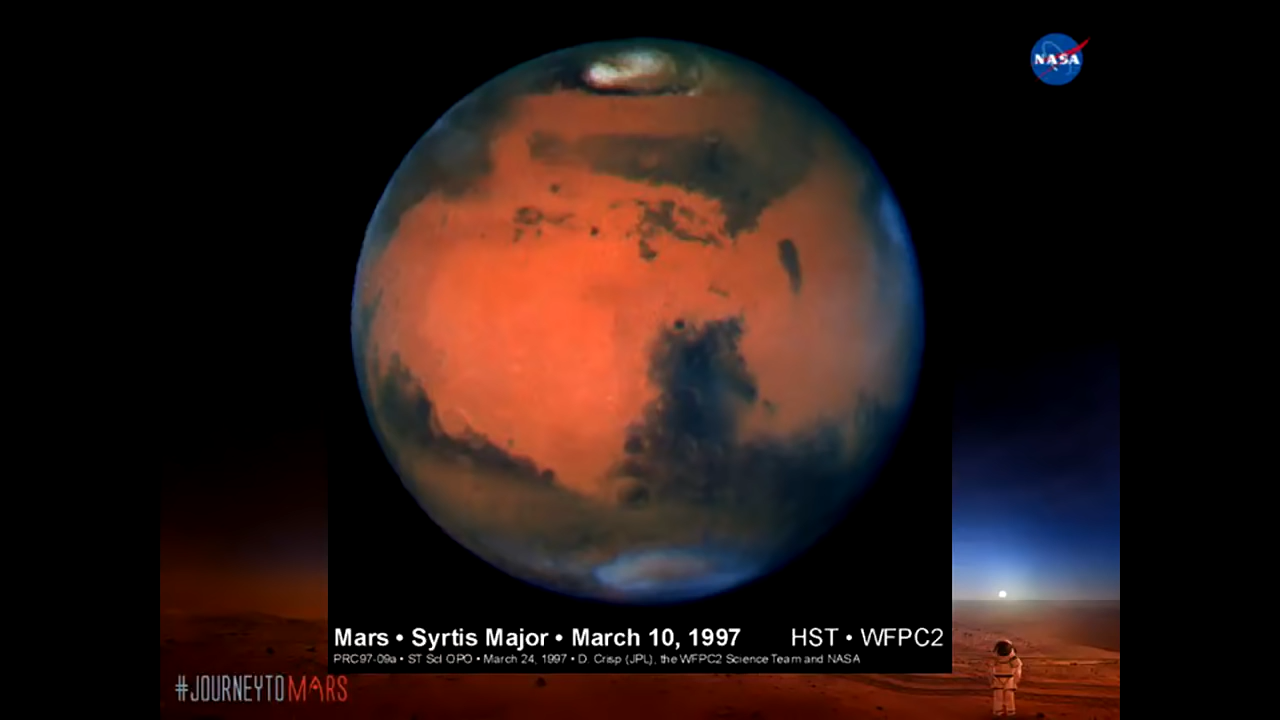 NASA
Mars • Syrtis Major • March 10, 1997 HST • WFPC2
PRC97-09a • ST ScI OPO • March 24, 1997 • D. Crisp (JPL), the WFPC2 Science Team and NASA
#JOURNEYTOMARS